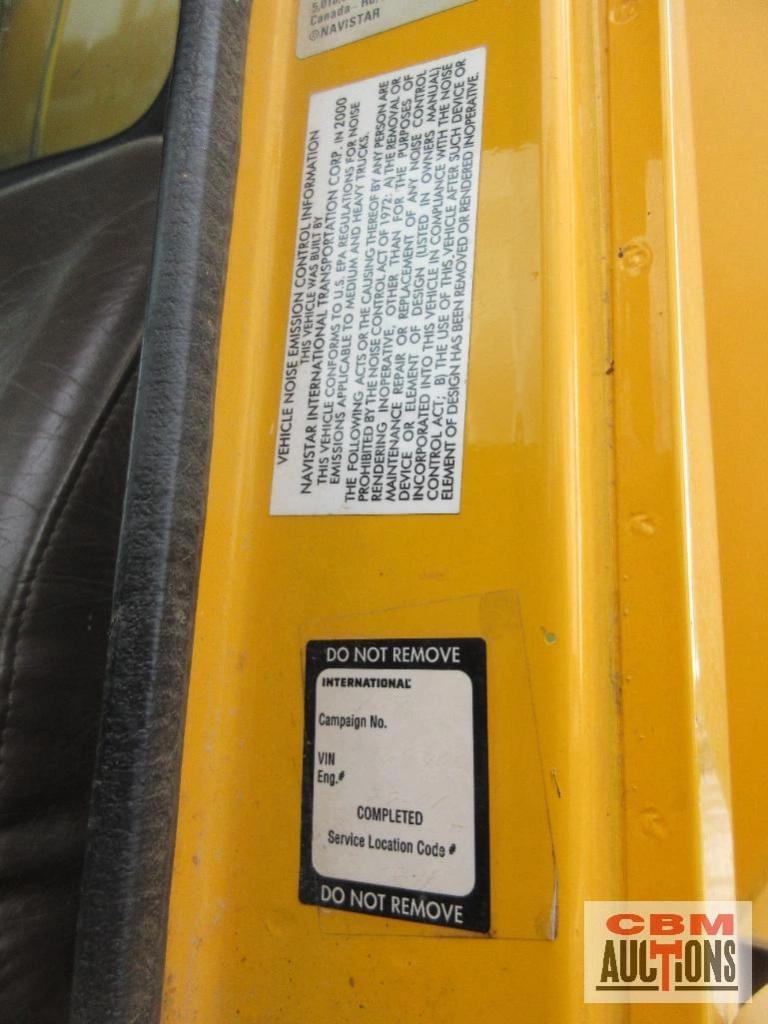 Canada-
©NAVISTAR
VEHICLE NOISE EMISSION CONTROL INFORMATION
THIS VEHICLE WAS BUILT BY
NAVISTAR INTERNATIONAL TRANSPORTATION CORP. IN 2000
THIS VEHICLE CONFORMS TO U.S. EPA REGULATIONS FOR NOISE
EMISSIONS APPLICABLE TO MEDIUM AND HEAVY TRUCKS.
THE FOLLOWING ACTS OR THE CAUSING THEREOF BY ANY PERSON ARE
PROHIBITED BY THE NOISE CONTROL ACT OF 1972: A) THE REMOVAL OR
RENDERING INOPERATIVE, OTHER THAN FOR THE PURPOSES OF
MAINTENANCE REPAIR OR REPLACEMENT OF ANY NOISE CONTROL
DEVICE OR ELEMENT OF DESIGN (LISTED IN OWNERS MANUAL)
INCORPORATED INTO THIS VEHICLE IN COMPLIANCE WITH THE NOISE
CONTROL ACT; B) THE USE OF THIS VEHICLE AFTER SUCH DEVICE OR
ELEMENT OF DESIGN HAS BEEN REMOVED OR RENDERED INOPERATIVE.
DO NOT REMOVE
INTERNATIONAL
Campaign No.
VIN
Eng.#
COMPLETED
Service Location Code #
DO NOT REMOVE
CBM
AUCTIONS